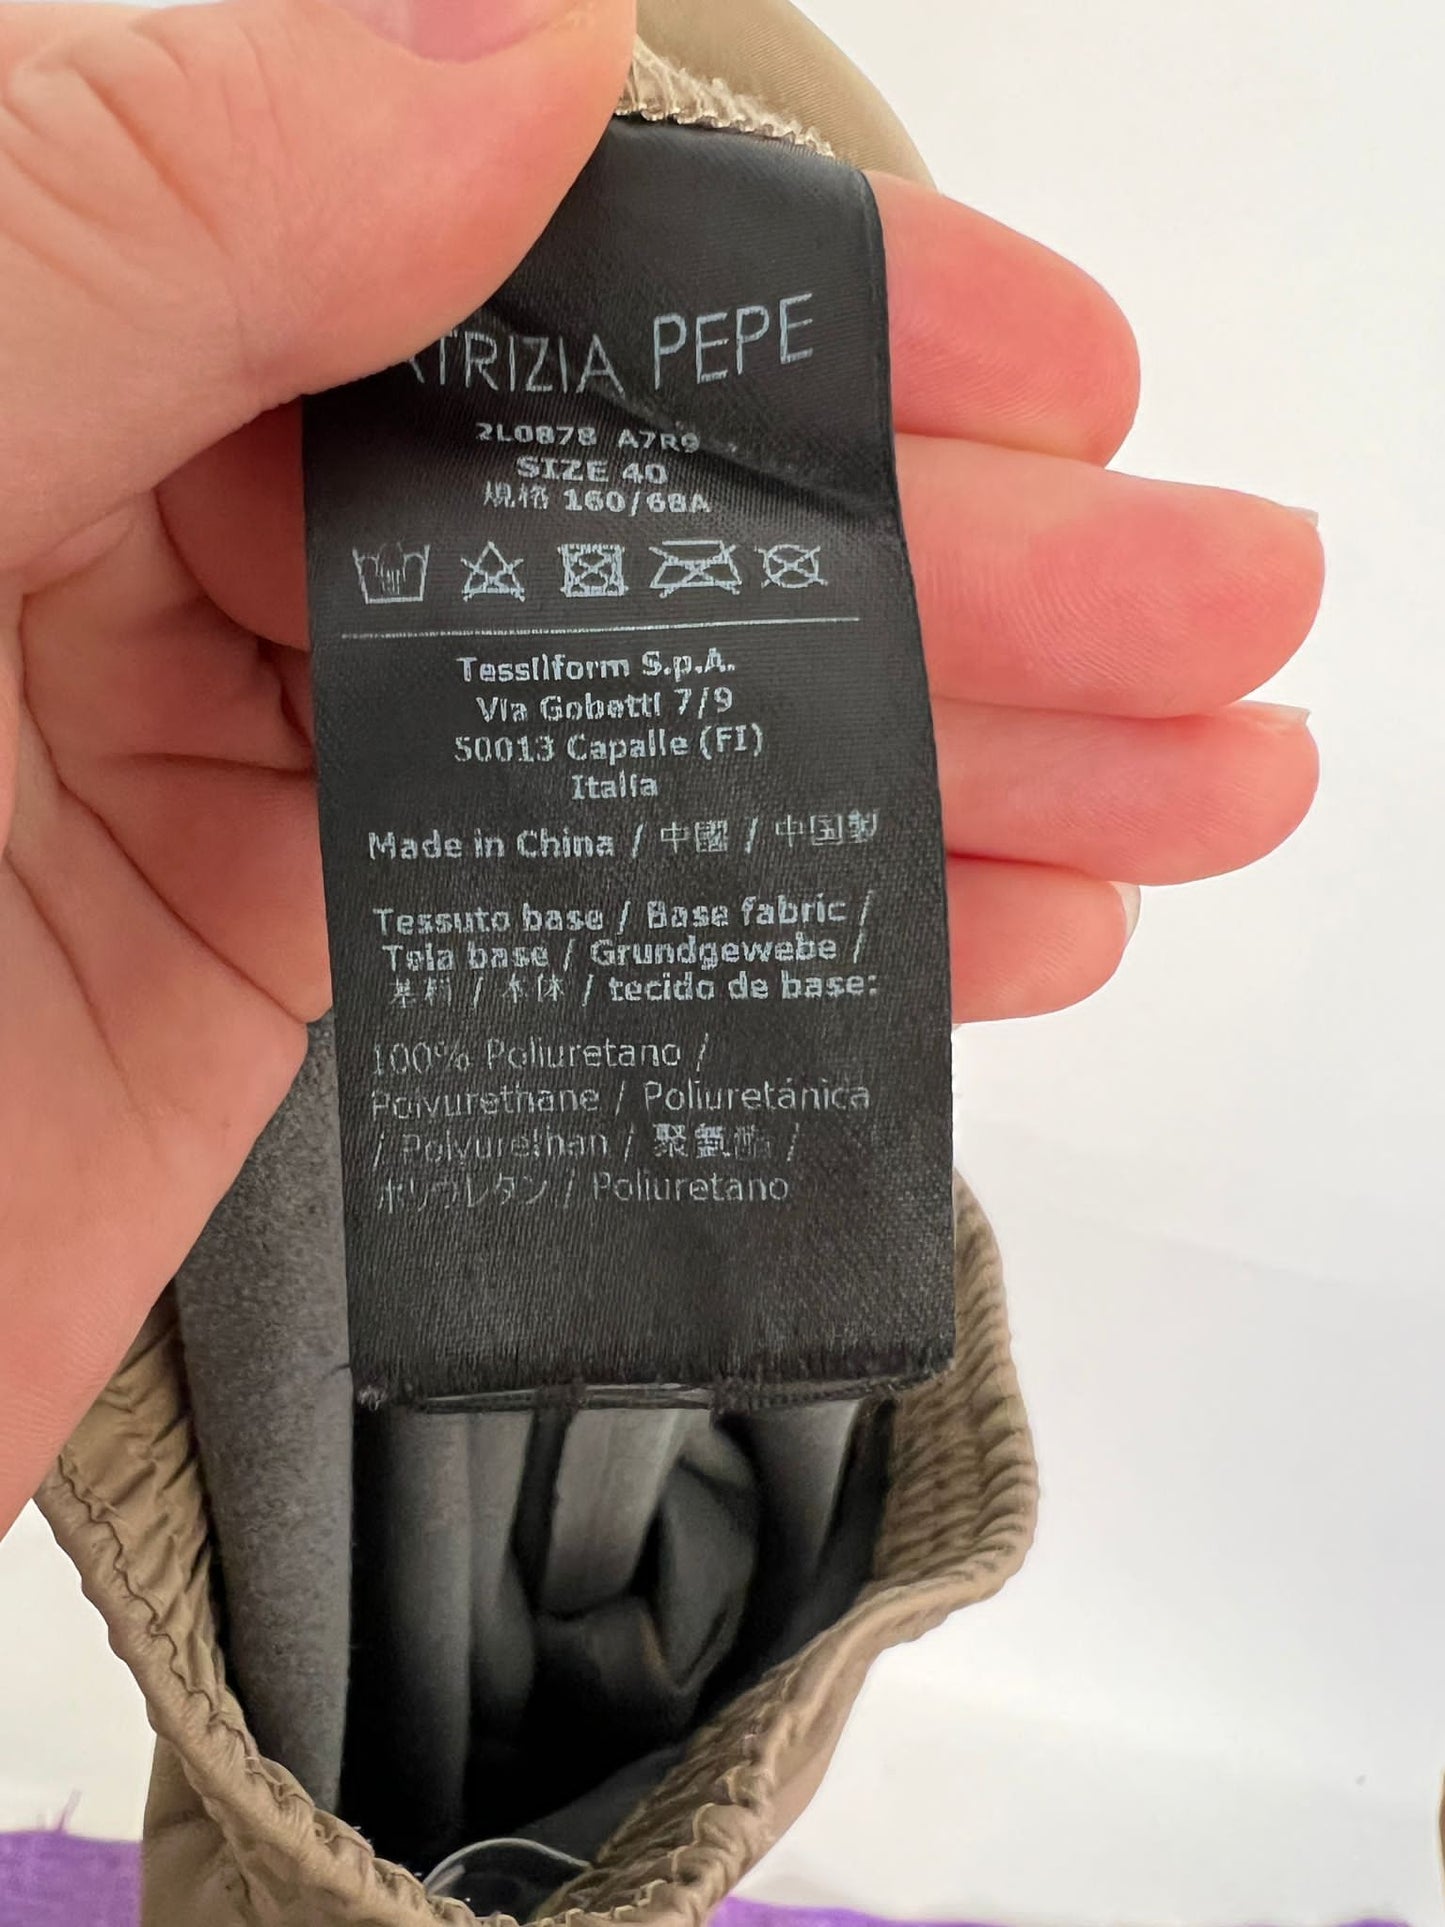 ATRIZIA PEPE
2L0878 A7R9
SIZE 40
规格 160/68A
Tessilform S.p.A.
Via Gobetti 7/9
50013 Capalle (FI)
Italia
Made in China / 中國 / 中国製
Tessuto base / Base fabric /
Tela base / Grundgewebe /
基料 / 本体 / tecido de base:
100% Poliuretano /
Polyurethane / Poliuretánica
/ Polyurethan / 聚氨酯 /
ポリウレタン / Poliuretano